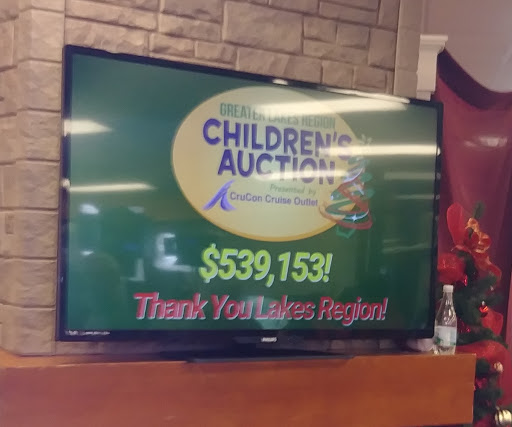 GREATER LAKES REGION
CHILDREN'S
AUCTION
Presented by
CruCon Cruise Outlet
$539,153!
Thank You Lakes Region!